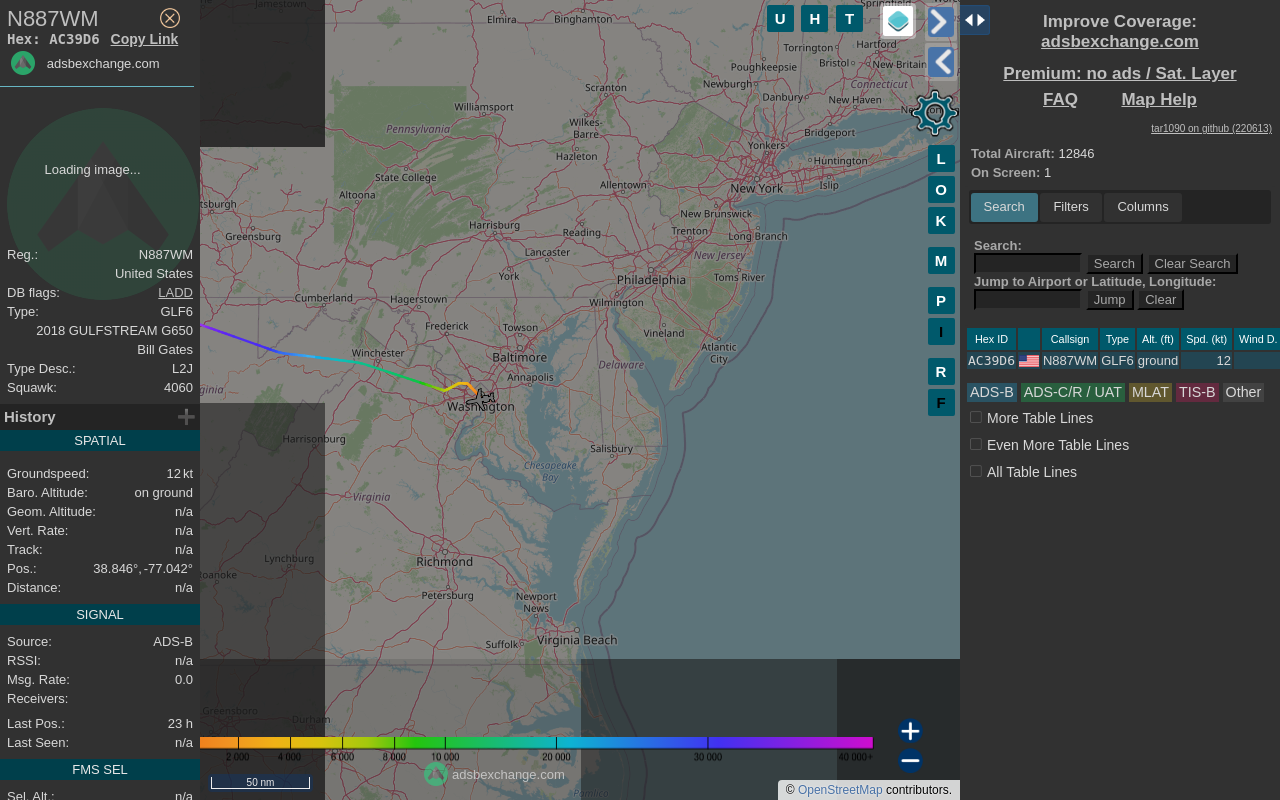 N887WM
Hex: AC39D6 Copy Link
adsbexchange.com
Loading image...
Reg.: N887WM
United States
DB flags: LADD
Type: GLF6
2018 GULFSTREAM G650
Bill Gates
Type Desc.: L2J
Squawk: 4060
History
SPATIAL
Groundspeed: 12 kt
Baro. Altitude: on ground
Geom. Altitude: n/a
Vert. Rate: n/a
Track: n/a
Pos.: 38.846°, -77.042°
Distance: n/a
SIGNAL
Source: ADS-B
RSSI: n/a
Msg. Rate: 0.0
Receivers:
Last Pos.: 23 h
Last Seen: n/a
FMS SEL
Sel. Alt.: n/a
U H T
L
O
K
M
P
I
R
F
Elmira
Binghamton
Springfield
Torrington
Hartford
Bristol
New Britain
Poughkeepsie
Connecticut
Scranton
Newburgh
Danbury
New Haven
Williamsport
Pennsylvania
Wilkes-
Barre
Bridgeport
Yonkers
Hazleton
Huntington
State College
Allentown
New York
Islip
Altoona
tsburgh
New Brunswick
Greensburg
Harrisburg
Reading
Trenton
Long Branch
Lancaster
New Jersey
York
Philadelphia
Toms River
Cumberland
Hagerstown
Wilmington
Frederick
Towson
Vineland
Winchester
Baltimore
Atlantic
City
Delaware
Annapolis
ginia
Washington
Harrisonburg
Salisbury
Chesapeake
Bay
Virginia
Lynchburg
Richmond
Roanoke
Petersburg
Newport
News
Suffolk
Virginia Beach
Greensboro
Durham
Pamlico
2 000 4 000 6 000 8 000 10 000 20 000 30 000 40 000+
50 nm
adsbexchange.com
© OpenStreetMap contributors.
Improve Coverage:
adsbexchange.com
Premium: no ads / Sat. Layer
FAQ Map Help
tar1090 on github (220613)
Total Aircraft: 12846
On Screen: 1
Search Filters Columns
Search:
Search Clear Search
Jump to Airport or Latitude, Longitude:
Jump Clear
Hex ID Callsign Type Alt. (ft) Spd. (kt) Wind D.
AC39D6 N887WM GLF6 ground 12
ADS-B ADS-C/R / UAT MLAT TIS-B Other
More Table Lines
Even More Table Lines
All Table Lines